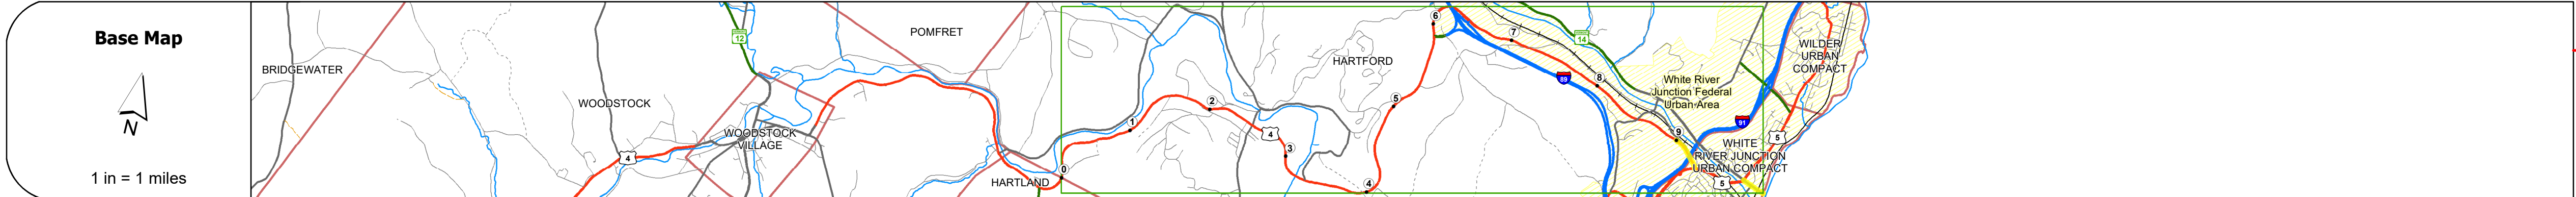 Base Map
N
1 in = 1 miles
BRIDGEWATER
WOODSTOCK
4
12
WOODSTOCK
VILLAGE
POMFRET
HARTLAND
0
1
2
4
3
4
5
HARTFORD
6
7
89
8
14
White River
Junction Federal
Urban Area
9
91
WILDER
URBAN
COMPACT
5
WHITE
RIVER JUNCTION
URBAN COMPACT
5